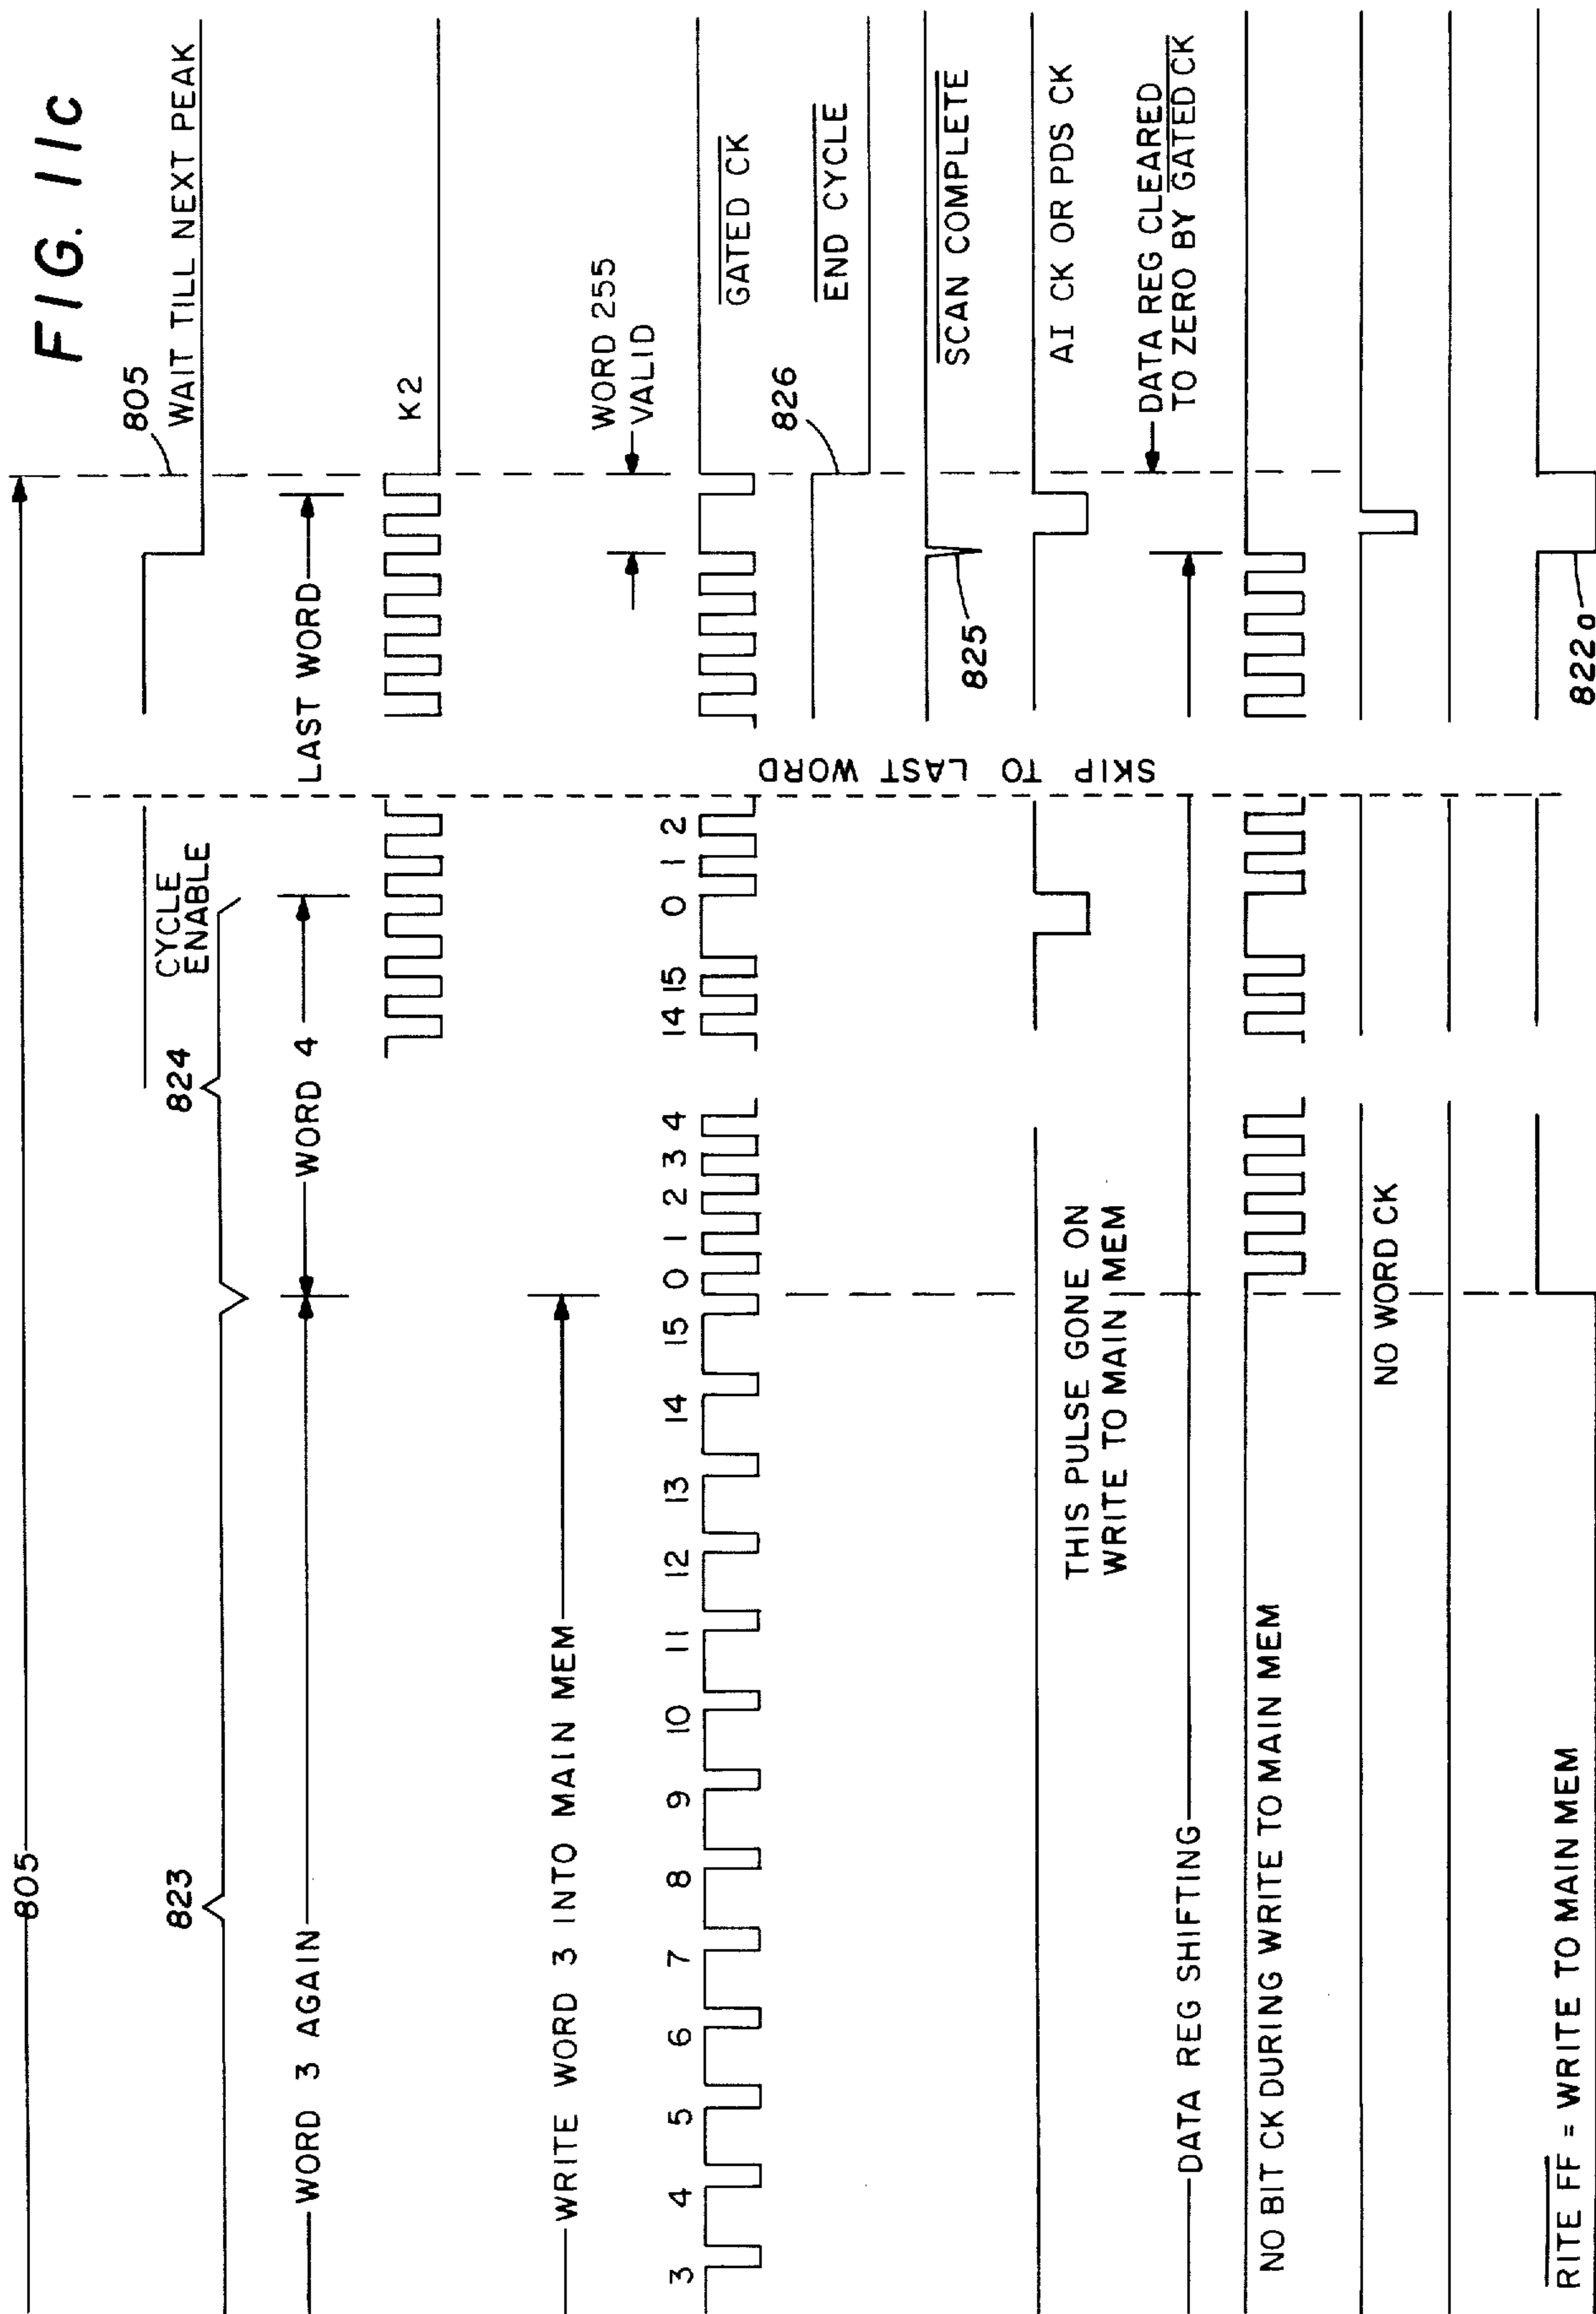 FIG. 11c
805
805
WAIT TILL NEXT PEAK
CYCLE
ENABLE
823
824
WORD 3 AGAIN
WORD 4
LAST WORD
K2
WRITE WORD 3 INTO MAIN MEM
WORD 255
VALID
3 4 5 6 7 8 9 10 11 12 13 14 15 0 1 2 3 4 14 15 0 1 2
GATED CK
826
END CYCLE
SKIP TO LAST WORD
825
SCAN COMPLETE
THIS PULSE GONE ON
WRITE TO MAIN MEM
AI CK OR PDS CK
DATA REG SHIFTING
DATA REG CLEARED
TO ZERO BY GATED CK
NO BIT CK DURING WRITE TO MAIN MEM
NO WORD CK
RITE FF = WRITE TO MAIN MEM
822a